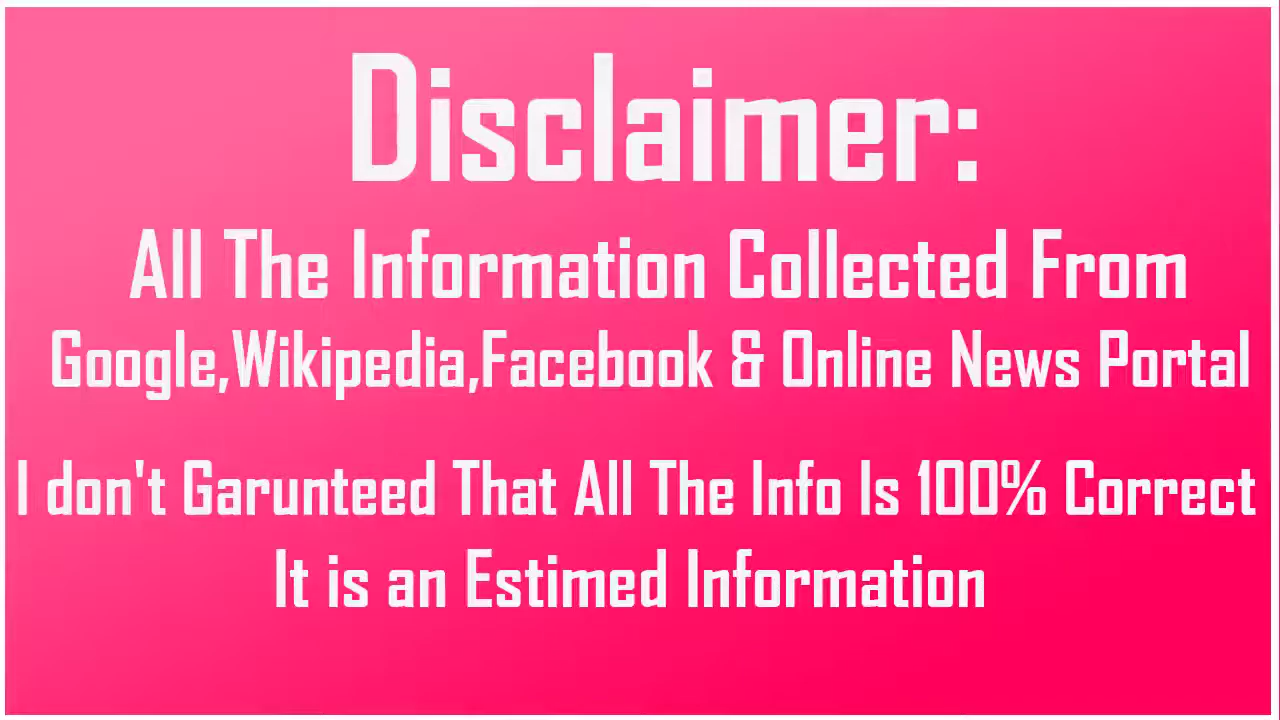 Disclaimer:
All The Information Collected From
Google,Wikipedia,Facebook & Online News Portal
I don't Garunteed That All The Info Is 100% Correct
It is an Estimed Information